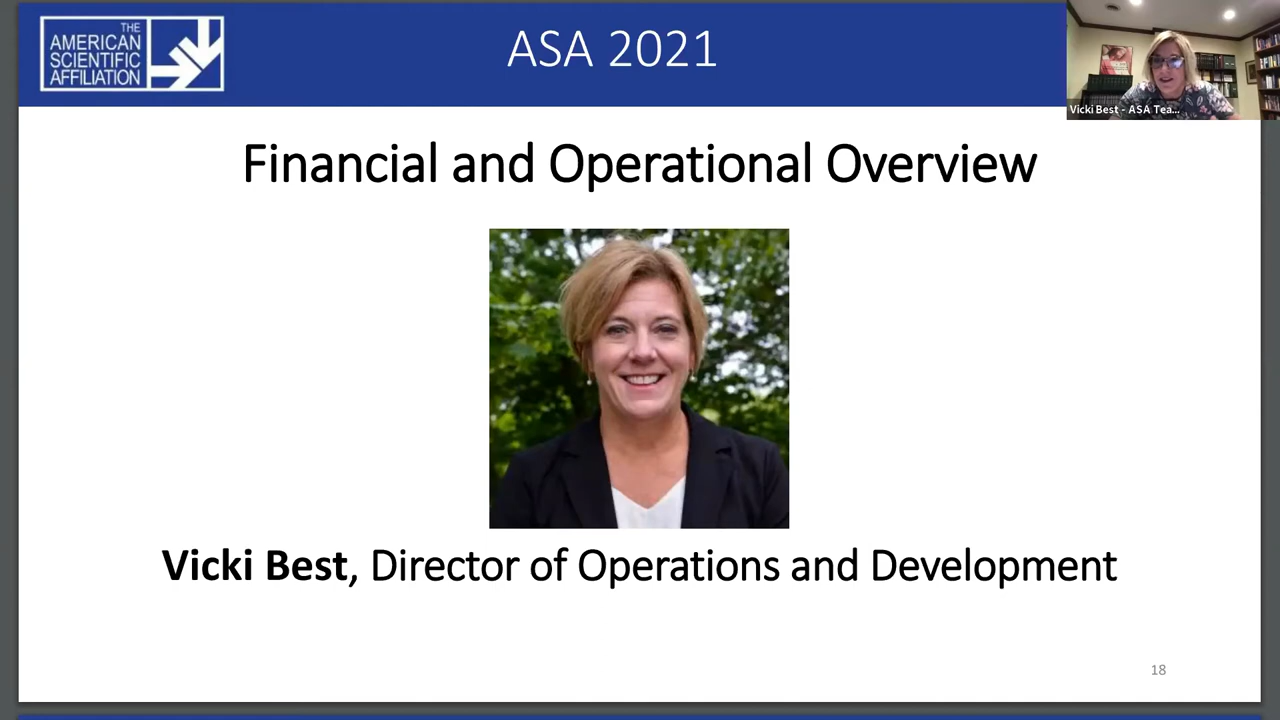 THE
AMERICAN
SCIENTIFIC
AFFILIATION
ASA 2021
Vicki Best - ASA Tea...
Financial and Operational Overview
Vicki Best, Director of Operations and Development
18